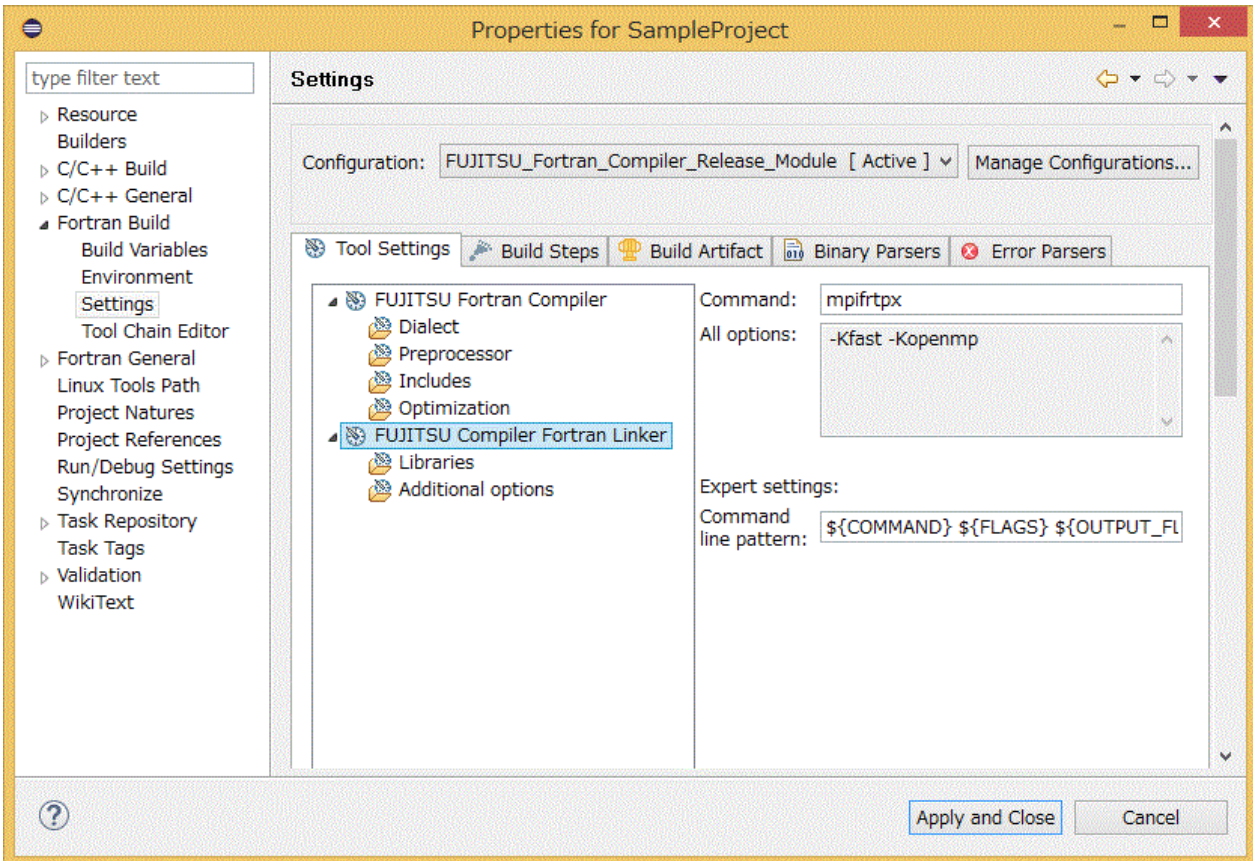 Properties for SampleProject
type filter text
Resource
Builders
C/C++ Build
C/C++ General
Fortran Build
Build Variables
Environment
Settings
Tool Chain Editor
Fortran General
Linux Tools Path
Project Natures
Project References
Run/Debug Settings
Synchronize
Task Repository
Task Tags
Validation
WikiText
Settings
Configuration: FUJITSU_Fortran_Compiler_Release_Module [ Active ] Manage Configurations...
Tool Settings Build Steps Build Artifact Binary Parsers Error Parsers
FUJITSU Fortran Compiler
Dialect
Preprocessor
Includes
Optimization
FUJITSU Compiler Fortran Linker
Libraries
Additional options
Command: mpifrtpx
All options: -Kfast -Kopenmp
Expert settings:
Command
line pattern: ${COMMAND} ${FLAGS} ${OUTPUT_FL
Apply and Close Cancel